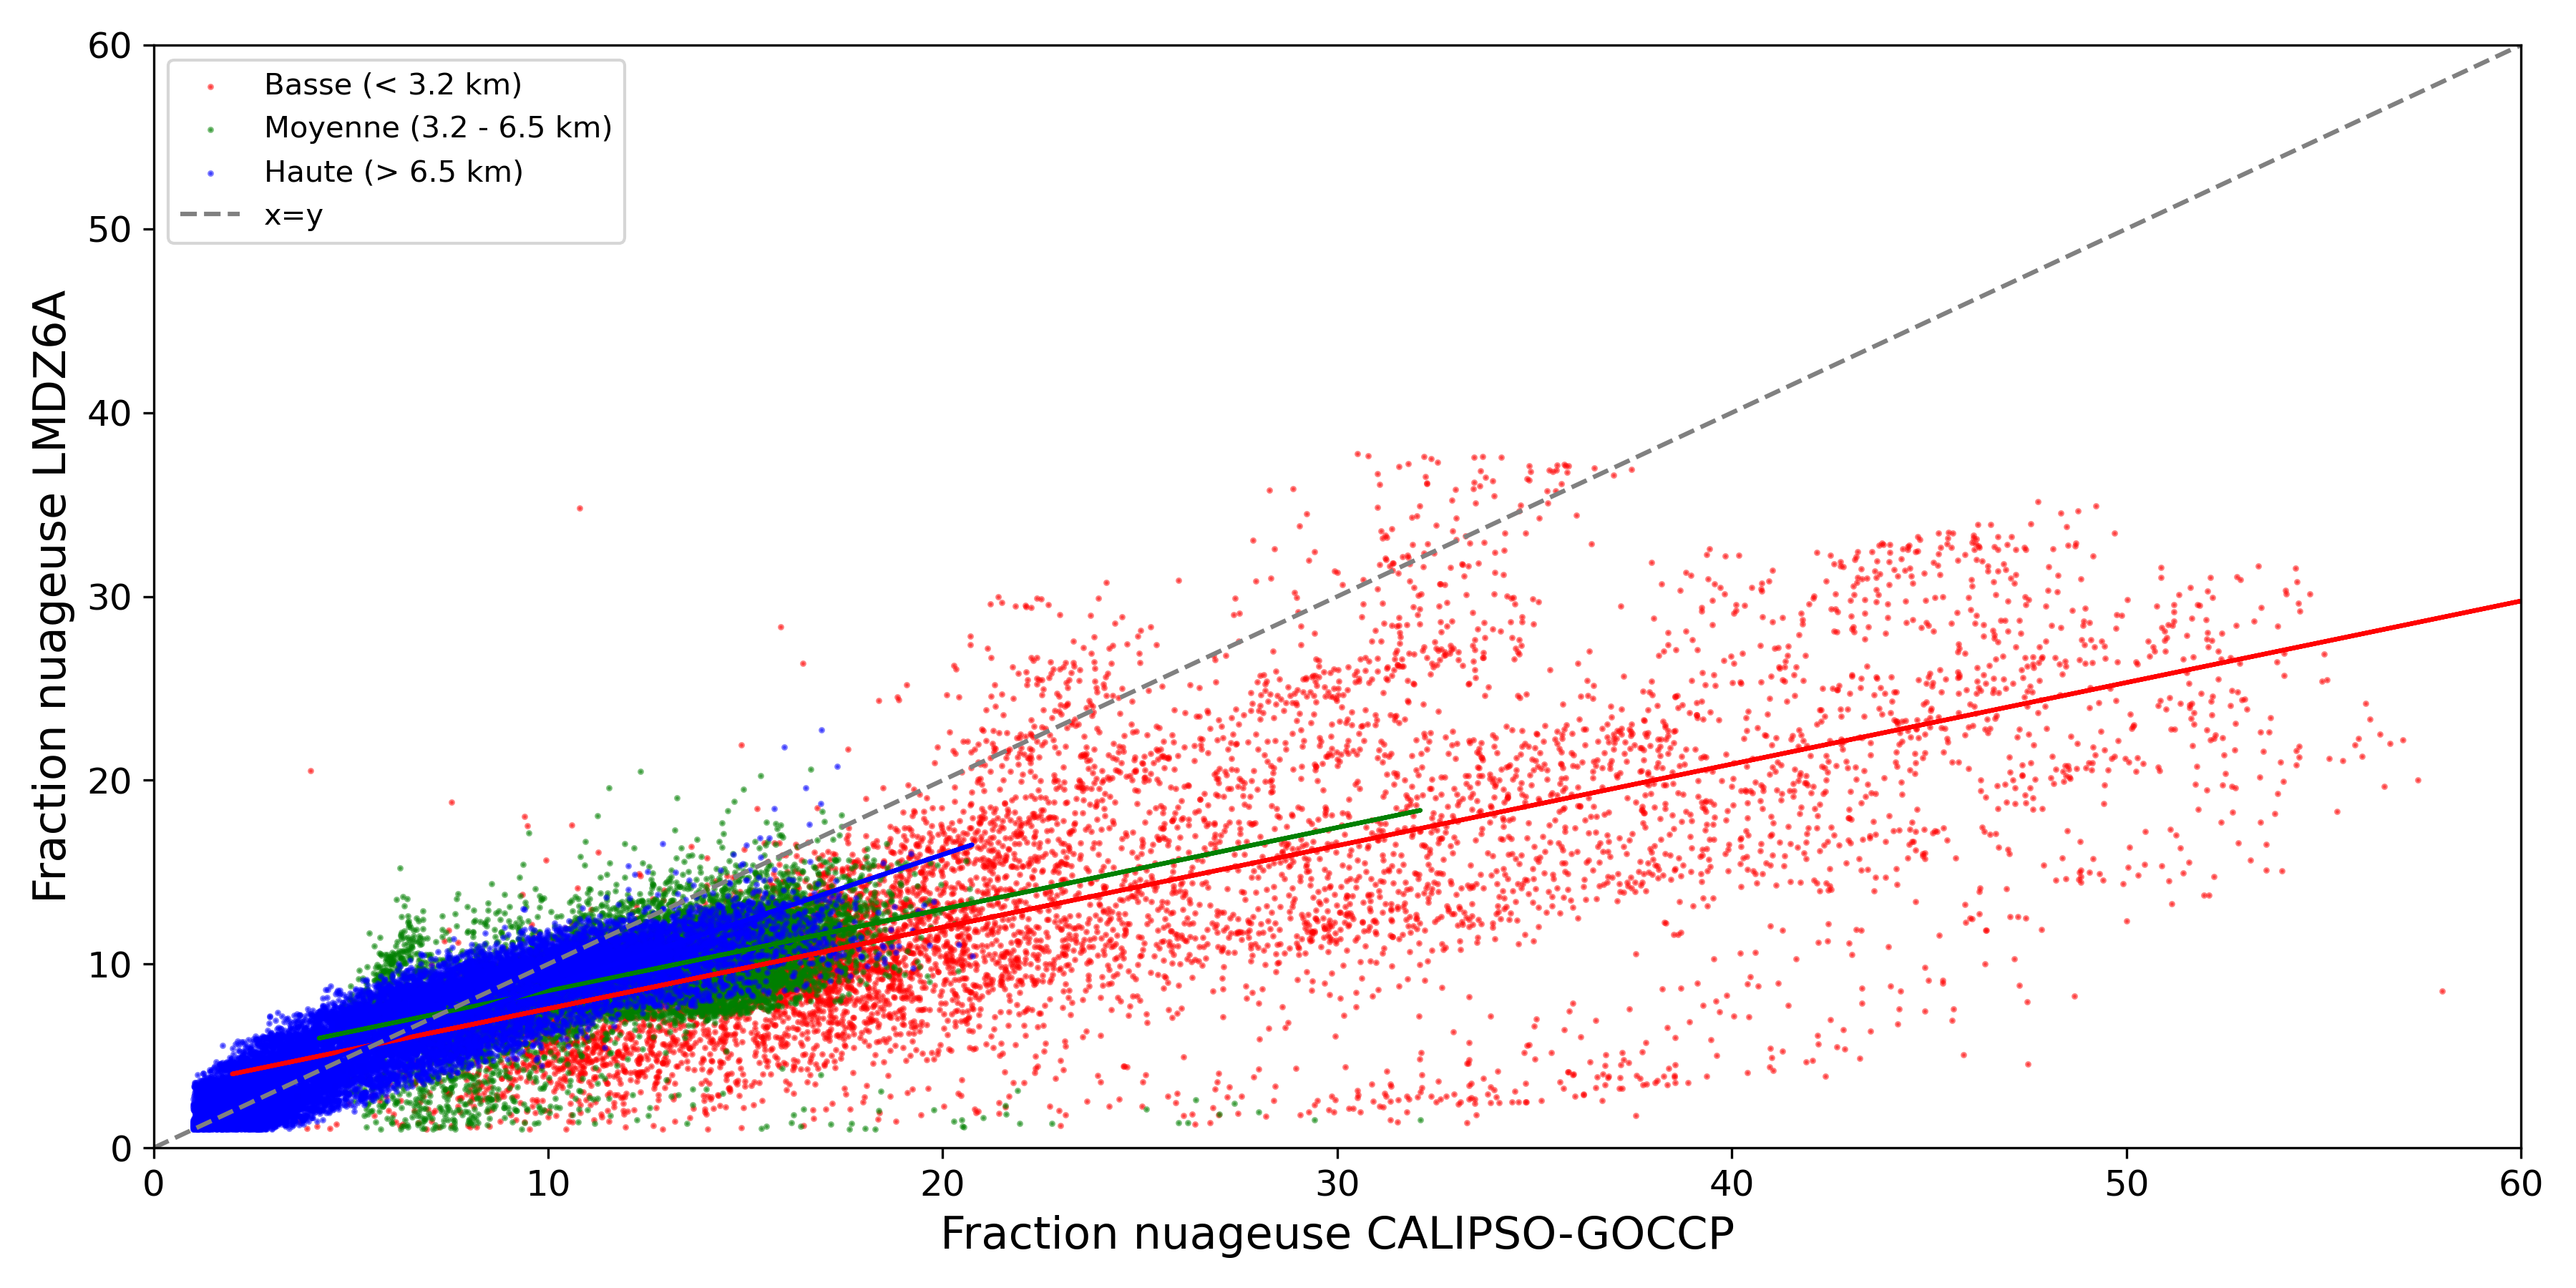 Fraction nuageuse LMDZ6A
60
50
40
30
20
10
0
Basse (< 3.2 km)
Moyenne (3.2 - 6.5 km)
Haute (> 6.5 km)
x=y
0 10 20 30 40 50 60
Fraction nuageuse CALIPSO-GOCCP